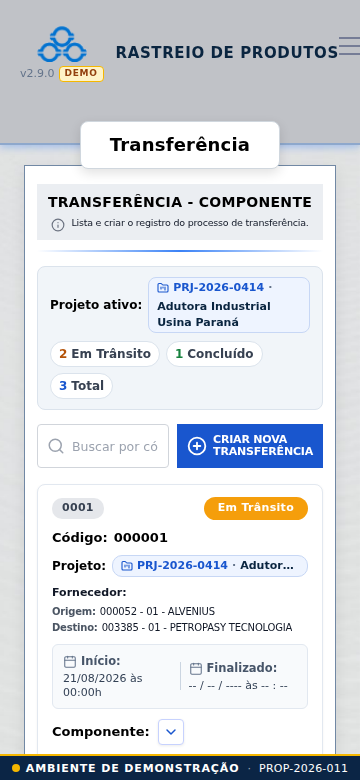 RASTREIO DE PRODUTOS
v2.9.0 DEMO
Transferência
TRANSFERÊNCIA - COMPONENTE
Lista e criar o registro do processo de transferência.
Projeto ativo:
PRJ-2026-0414 ·
Adutora Industrial
Usina Paraná
2 Em Trânsito
1 Concluído
3 Total
Buscar por có
CRIAR NOVA
TRANSFERÊNCIA
0001
Em Trânsito
Código: 000001
Projeto: PRJ-2026-0414 · Adutor...
Fornecedor:
Origem: 000052 - 01 - ALVENIUS
Destino: 003385 - 01 - PETROPASY TECNOLOGIA
Início:
21/08/2026 às
00:00h
Finalizado:
-- / -- / ---- às -- : --
Componente:
AMBIENTE DE DEMONSTRAÇÃO · PROP-2026-011